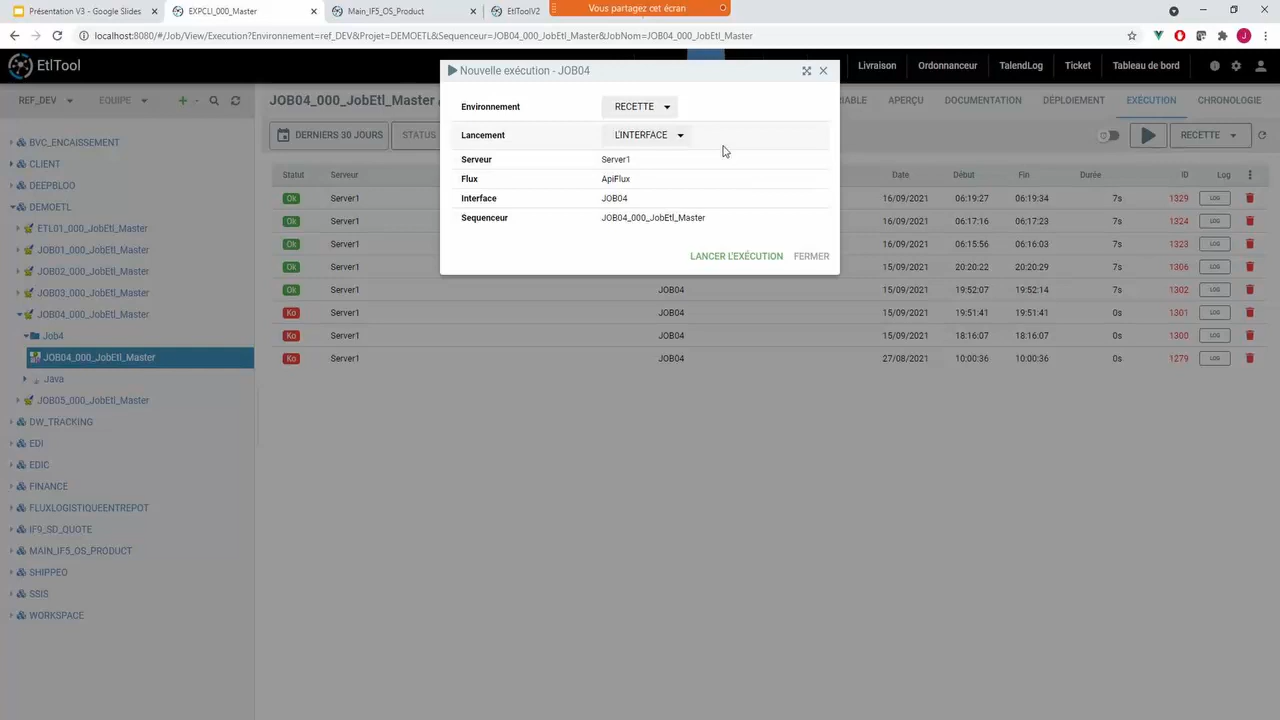 Présentation V3 - Google Slides
EXPCLI_000_Master
Main_IF5_OS_Product
EtlToolV2
Vous partagez cet écran
localhost:8080/#/Job/View/Execution?Environement=ref_DEV&Projet=DEMOETL&Sequenceur=JOB04_000_JobEtl_Master&JobNom=JOB04_000_JobEtl_Master
J
EtlTool
Livraison
Ordonnanceur
TalendLog
Ticket
Tableau de bord
REF_DEV
EQUIPE
JOB04_000_JobEtl_Master
APERÇU
DOCUMENTATION
DÉPLOIEMENT
EXÉCUTION
CHRONOLOGIE
DERNIERS 30 JOURS
STATUS
RECETTE
Nouvelle exécution - JOB04
Environnement
RECETTE
Lancement
L'INTERFACE
Serveur
Server1
Flux
ApiFlux
Interface
JOB04
Sequenceur
JOB04_000_JobEtl_Master
LANCER L'EXÉCUTION
FERMER
BVC_ENCAISSEMENT
CLIENT
DEEPBLOO
DEMOETL
ETL01_000_JobEtl_Master
JOB01_000_JobEtl_Master
JOB02_000_JobEtl_Master
JOB03_000_JobEtl_Master
JOB04_000_JobEtl_Master
Job4
JOB04_000_JobEtl_Master
Java
JOB05_000_JobEtl_Master
DW_TRACKING
EDI
EDIC
FINANCE
FLUXLOGISTIQUEENTREPOT
IF9_SD_QUOTE
MAIN_IF5_OS_PRODUCT
SHIPPEO
SSIS
WORKSPACE
Statut Serveur Date Début Fin Durée ID Log
Ok Server1 16/09/2021 06:19:27 06:19:34 7s 1329 LOG
Ok Server1 16/09/2021 06:17:16 06:17:23 7s 1324 LOG
Ok Server1 16/09/2021 06:15:56 06:16:03 7s 1323 LOG
Ok Server1 15/09/2021 20:20:22 20:20:29 7s 1306 LOG
Ok Server1 JOB04 15/09/2021 19:52:07 19:52:14 7s 1302 LOG
Ko Server1 JOB04 15/09/2021 19:51:41 19:51:41 0s 1301 LOG
Ko Server1 JOB04 15/09/2021 18:16:07 18:16:07 0s 1300 LOG
Ko Server1 JOB04 27/08/2021 10:00:36 10:00:36 0s 1279 LOG